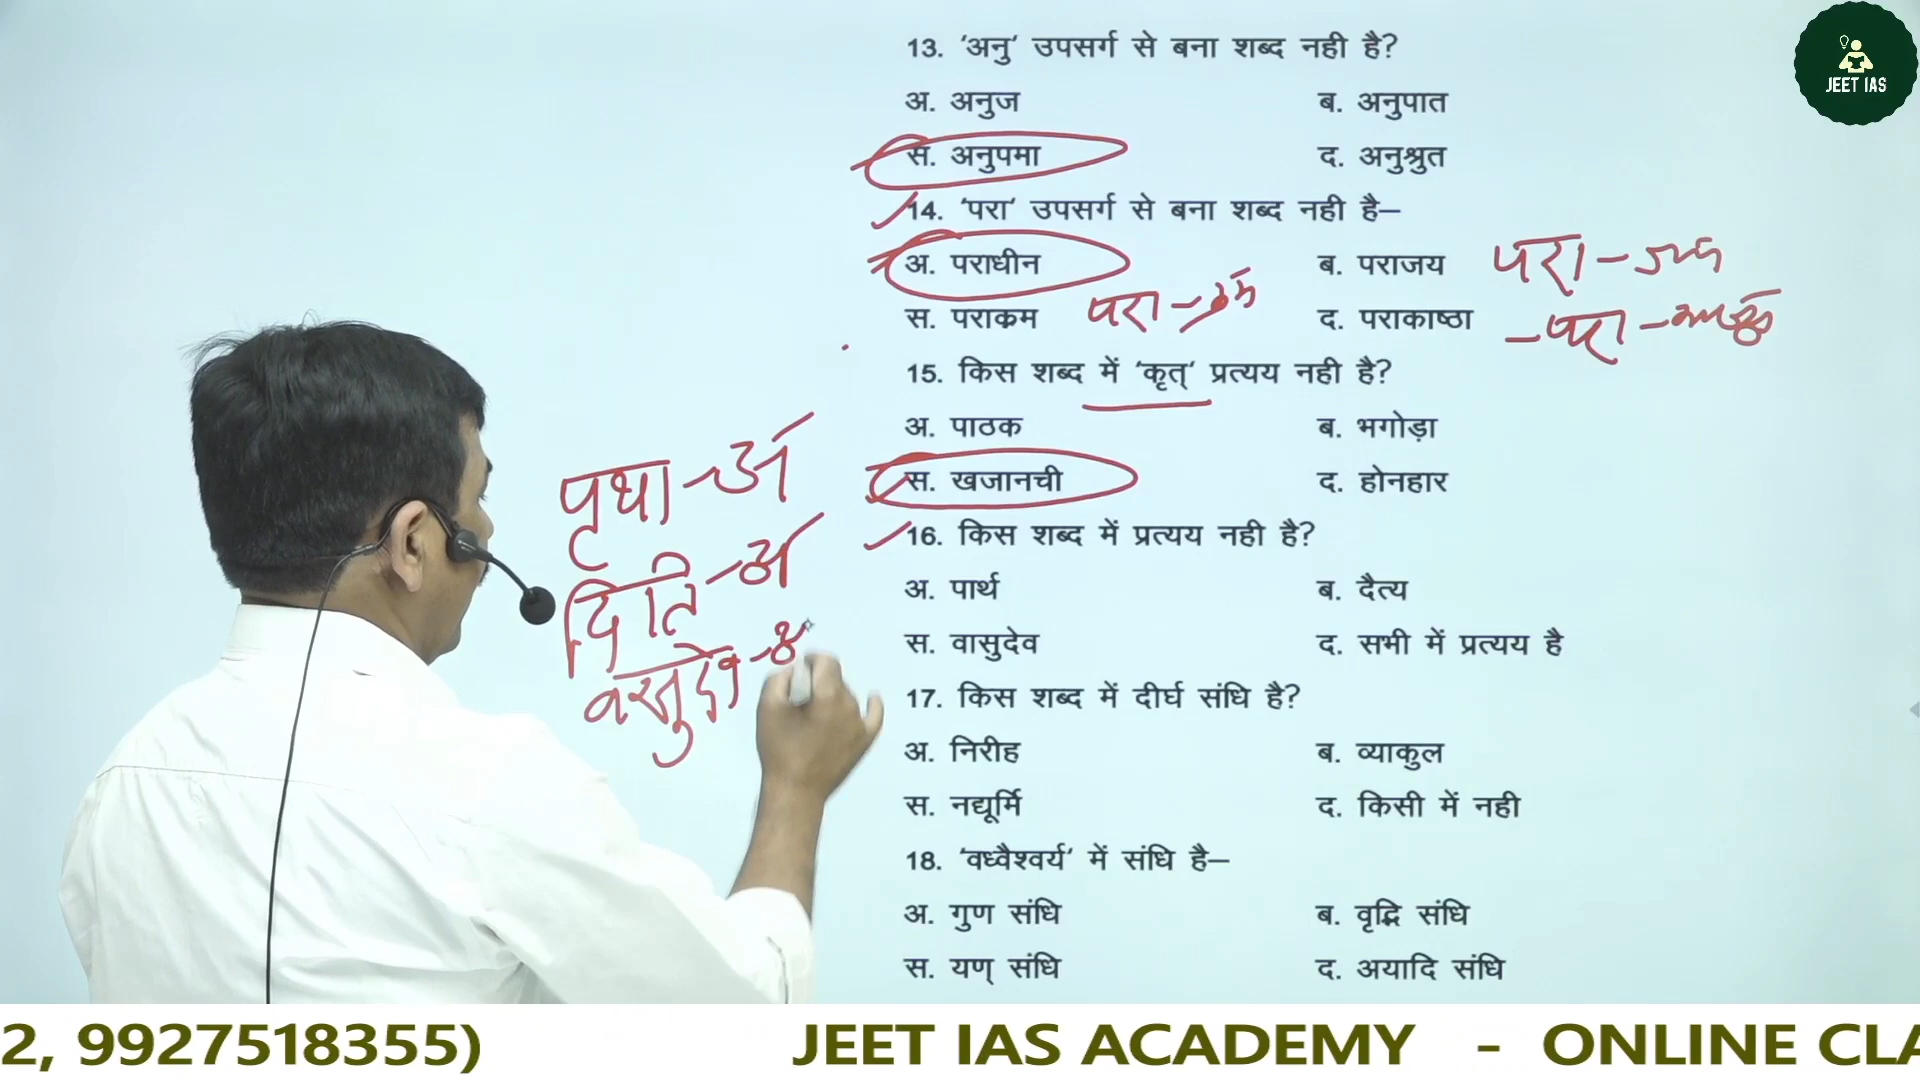 13. 'अनु' उपसर्ग से बना शब्द नही है?
अ. अनुज ब. अनुपात
स. अनुपमा द. अनुश्रुत
14. 'परा' उपसर्ग से बना शब्द नही है–
अ. पराधीन ब. पराजय परा –
स. पराक्रम परा – क्रम द. पराकाष्ठा – परा –
15. किस शब्द में 'कृत्' प्रत्यय नही है?
अ. पाठक ब. भगोड़ा
स. खजानची द. होनहार
16. किस शब्द में प्रत्यय नही है?
अ. पार्थ ब. दैत्य
स. वासुदेव द. सभी में प्रत्यय है
17. किस शब्द में दीर्घ संधि है?
अ. निरीह ब. व्याकुल
स. नद्यूर्मि द. किसी में नही
18. 'वध्वैश्वर्य' में संधि है–
अ. गुण संधि ब. वृद्धि संधि
स. यण् संधि द. अयादि संधि
पृथा – अ
दिति – अ
वसुदेव – अ
JEET IAS
2, 9927518355) JEET IAS ACADEMY - ONLINE CLA